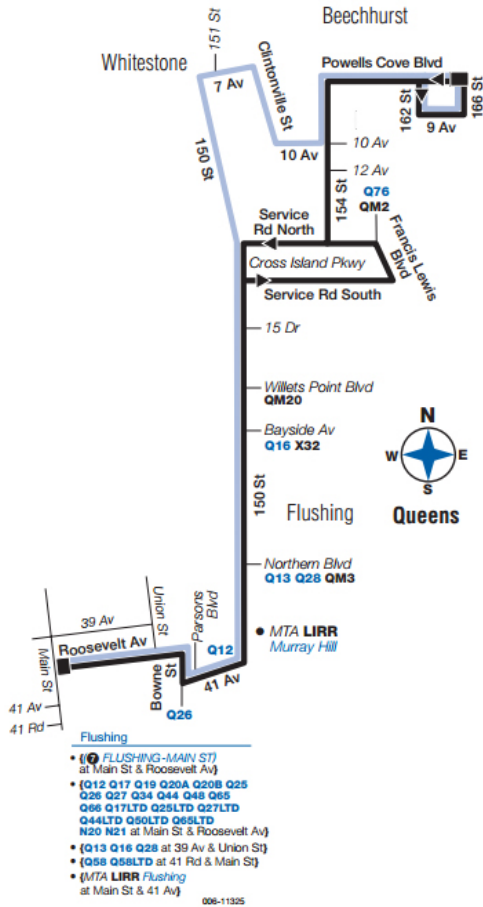 Beechhurst
151 St
Whitestone
Clintonville St
Powells Cove Blvd
7 Av
162 St
166 St
9 Av
150 St
10 Av
10 Av
12 Av
154 St
Q76
QM2
Service
Rd North
Francis Lewis
Blvd
Cross Island Pkwy
Service Rd South
15 Dr
Willets Point Blvd
QM20
N
Bayside Av
Q16 X32
W
E
S
150 St
Flushing
Queens
Northern Blvd
Q13 Q28 QM3
Union St
Parsons
Blvd
39 Av
Roosevelt Av
Q12
MTA LIRR
Murray Hill
Main St
Bowne
St
41 Av
41 Av
Q26
41 Rd
Flushing
• {(7 FLUSHING-MAIN ST)
at Main St & Roosevelt Av}
• {Q12 Q17 Q19 Q20A Q20B Q25
Q26 Q27 Q34 Q44 Q48 Q65
Q66 Q17LTD Q25LTD Q27LTD
Q44LTD Q50LTD Q65LTD
N20 N21 at Main St & Roosevelt Av}
• {Q13 Q16 Q28 at 39 Av & Union St}
• {Q58 Q58LTD at 41 Rd & Main St}
• {MTA LIRR Flushing
at Main St & 41 Av}
006-11325